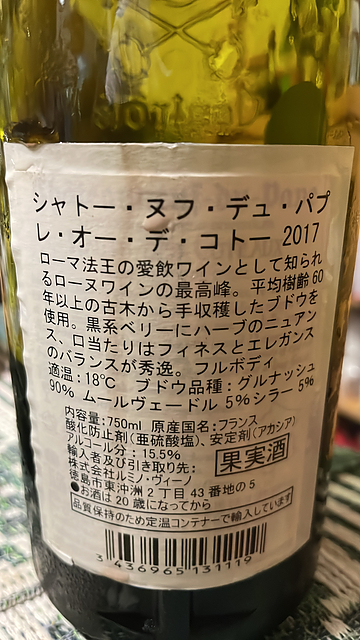 シャトー・ヌフ・デュ・パプ
レ・オー・デ・コトー 2017
ローマ法王の愛飲ワインとして知られ
るローヌワインの最高峰。平均樹齢60
年以上の古木から手収穫したブドウを
使用。黒系ベリーにハーブのニュアン
ス、口当たりはフィネスとエレガンス
のバランスが秀逸。フルボディ
適温:18℃ ブドウ品種:グルナッシュ
90% ムールヴェードル 5%シラー 5%
内容量:750ml 原産国名:フランス
酸化防止剤(亜硫酸塩)、安定剤(アカシア)
アルコール分:15.5%
輸入者及び引き取り先:
株式会社ルミノ・ヴィーノ
果実酒
徳島市東沖洲2丁目43番地の5
●お酒は20歳になってから
品質保持のため定温コンテナーで輸入しています
3 436965 131119